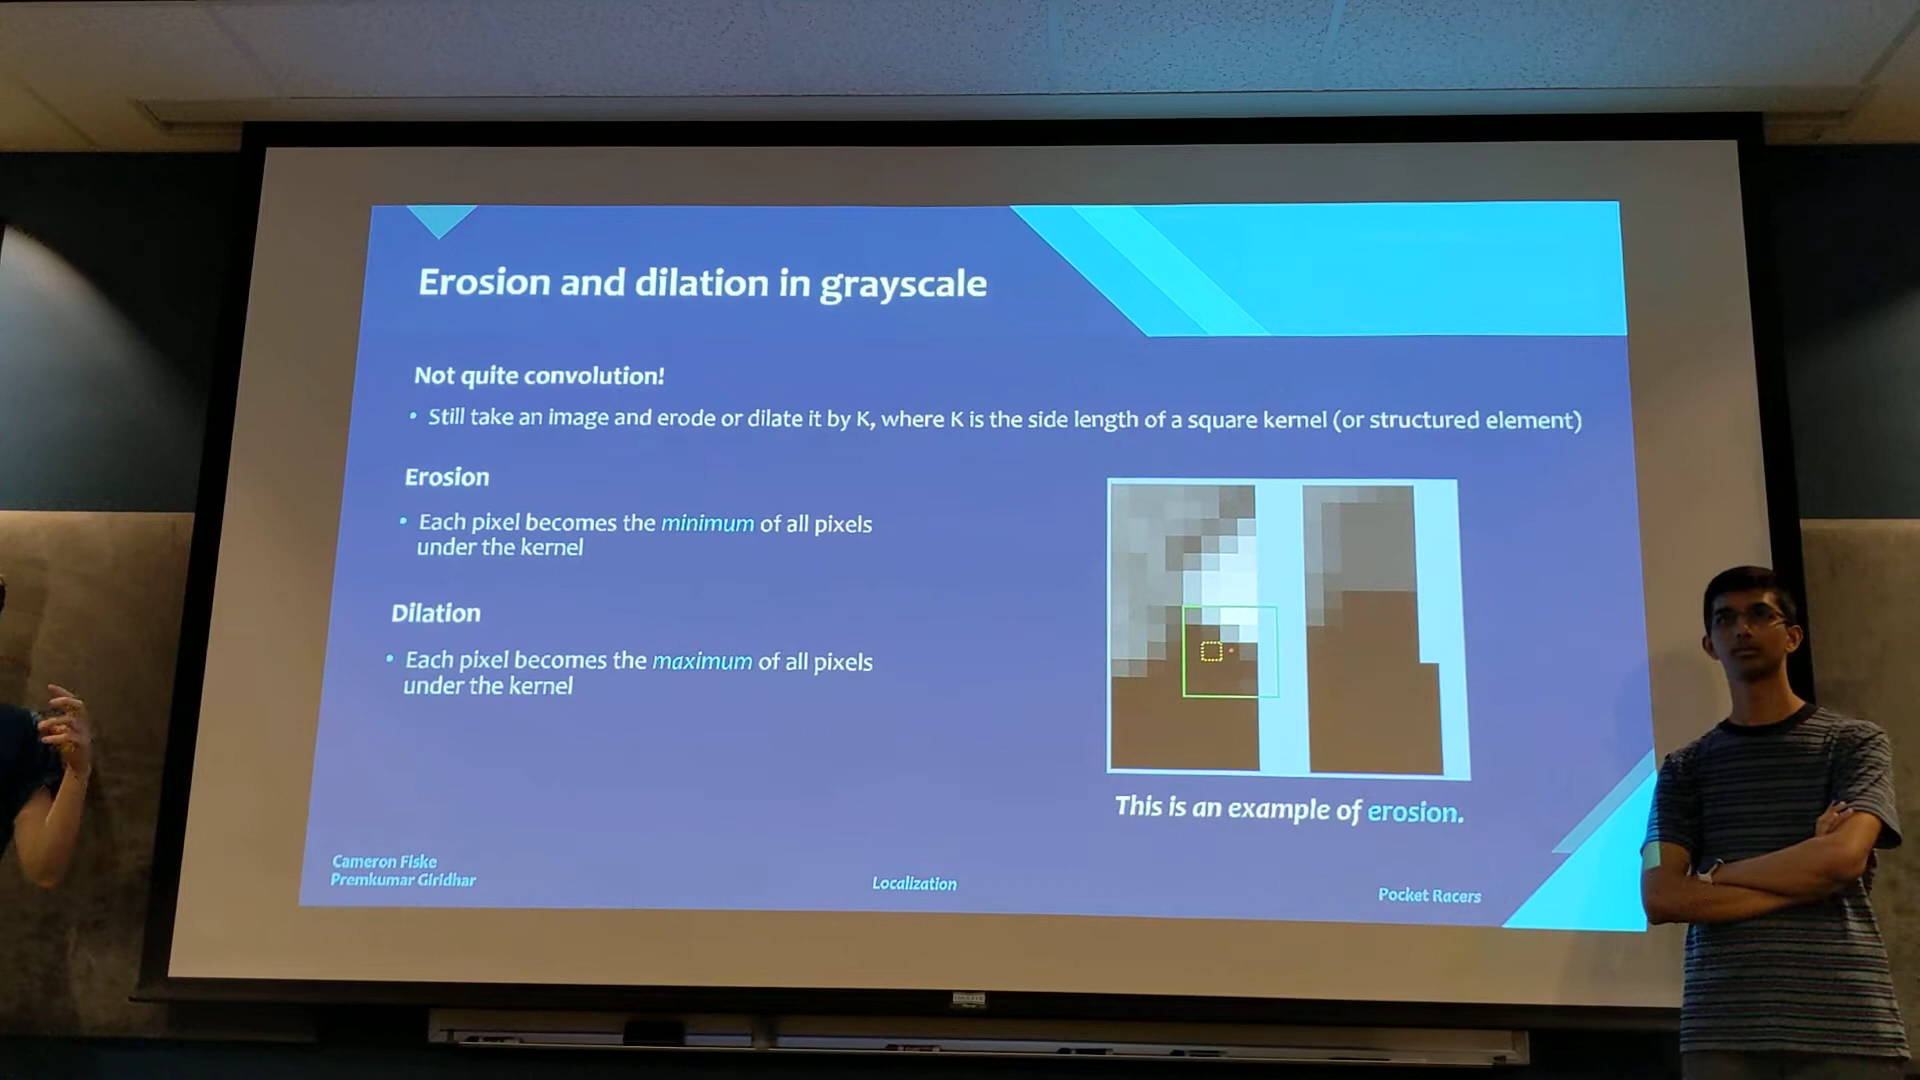 Erosion and dilation in grayscale
Not quite convolution!
• Still take an image and erode or dilate it by K, where K is the side length of a square kernel (or structured element)
Erosion
• Each pixel becomes the minimum of all pixels
under the kernel
Dilation
• Each pixel becomes the maximum of all pixels
under the kernel
This is an example of erosion.
Cameron Fiske
Premkumar Giridhar
Localization
Pocket Racers